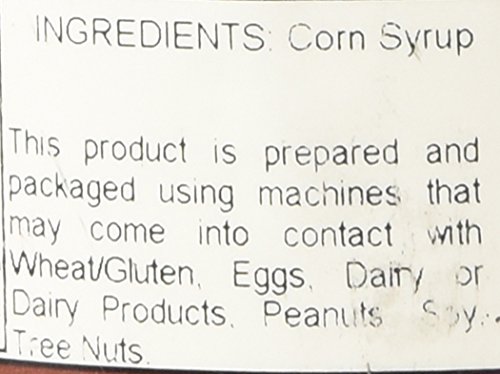 INGREDIENTS: Corn Syrup
This product is prepared and
packaged using machines that
may come into contact with
Wheat/Gluten, Eggs, Dairy or
Dairy Products, Peanuts Soy,
Tree Nuts.